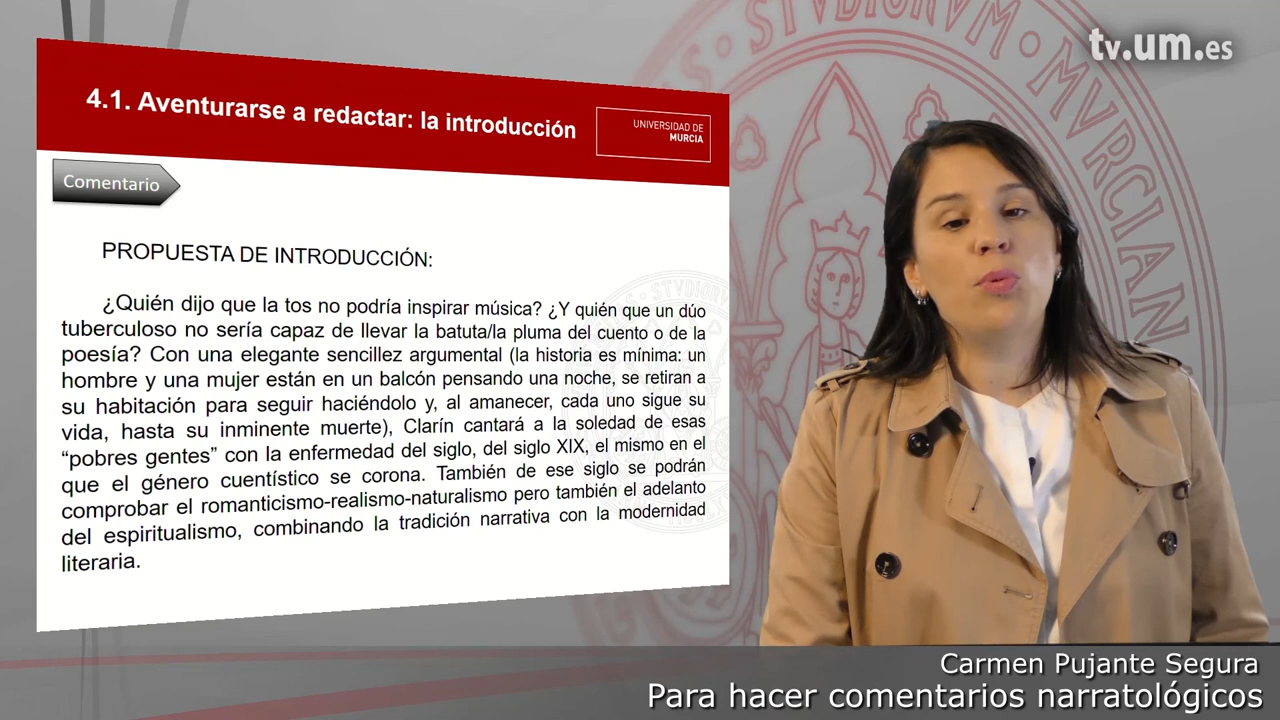 tv.um.es
4.1. Aventurarse a redactar: la introducción
UNIVERSIDAD DE
MURCIA
Comentario
PROPUESTA DE INTRODUCCIÓN:
¿Quién dijo que la tos no podría inspirar música? ¿Y quién que un dúo
tuberculoso no sería capaz de llevar la batuta/la pluma del cuento o de la
poesía? Con una elegante sencillez argumental (la historia es mínima: un
hombre y una mujer están en un balcón pensando una noche, se retiran a
su habitación para seguir haciéndolo y, al amanecer, cada uno sigue su
vida, hasta su inminente muerte), Clarín cantará a la soledad de esas
“pobres gentes” con la enfermedad del siglo, del siglo XIX, el mismo en el
que el género cuentístico se corona. También de ese siglo se podrán
comprobar el romanticismo-realismo-naturalismo pero también el adelanto
del espiritualismo, combinando la tradición narrativa con la modernidad
literaria.
Carmen Pujante Segura
Para hacer comentarios narratológicos